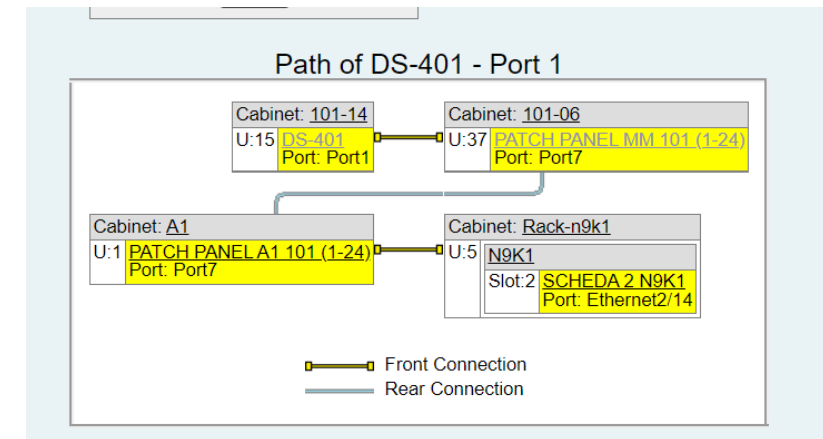 Path of DS-401 - Port 1
Cabinet: 101-14
U:15 DS-401
Port: Port1
Cabinet: 101-06
U:37 PATCH PANEL MM 101 (1-24)
Port: Port7
Cabinet: A1
U:1 PATCH PANEL A1 101 (1-24)
Port: Port7
Cabinet: Rack-n9k1
U:5 N9K1
Slot:2 SCHEDA 2 N9K1
Port: Ethernet2/14
Front Connection
Rear Connection